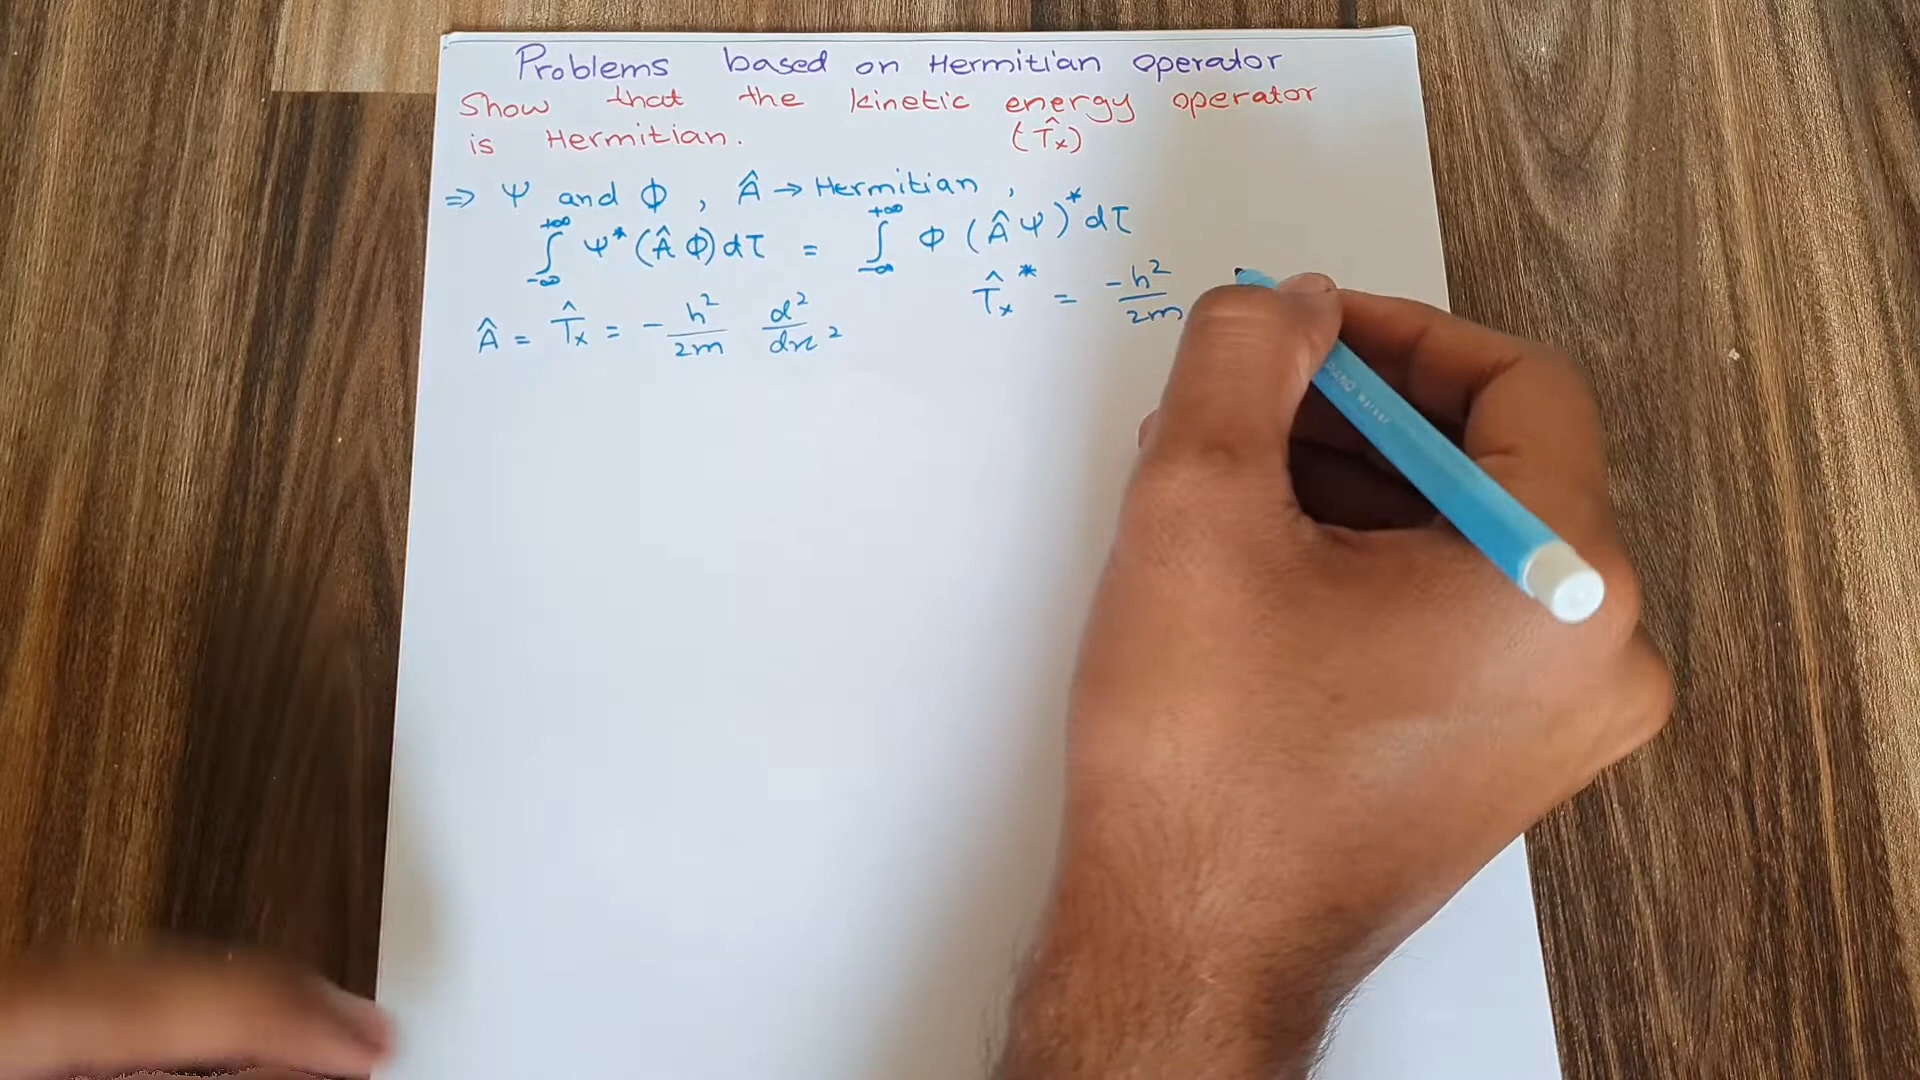 Problems based on Hermitian operator
Show that the kinetic energy operator
is Hermitian. (T̂ₓ)
⇒ Ψ and Φ , Â → Hermitian ,
∫₋∞⁺∞ Ψ* (Â Φ) dτ = ∫₋∞⁺∞ Φ (Â Ψ)* dτ
T̂ₓ* = -h²/2m
Â = T̂ₓ = - h²/2m d²/dx²